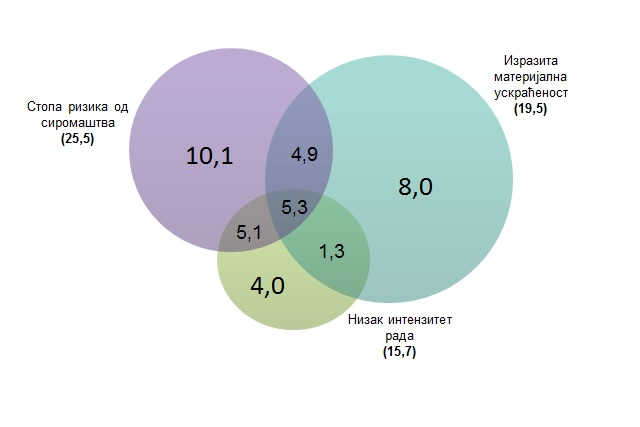 Стопа ризика од
сиромаштва
(25,5)
Изразита
материјална
ускраћеност
(19,5)
10,1
4,9
8,0
5,3
5,1
1,3
4,0
Низак интензитет
рада
(15,7)